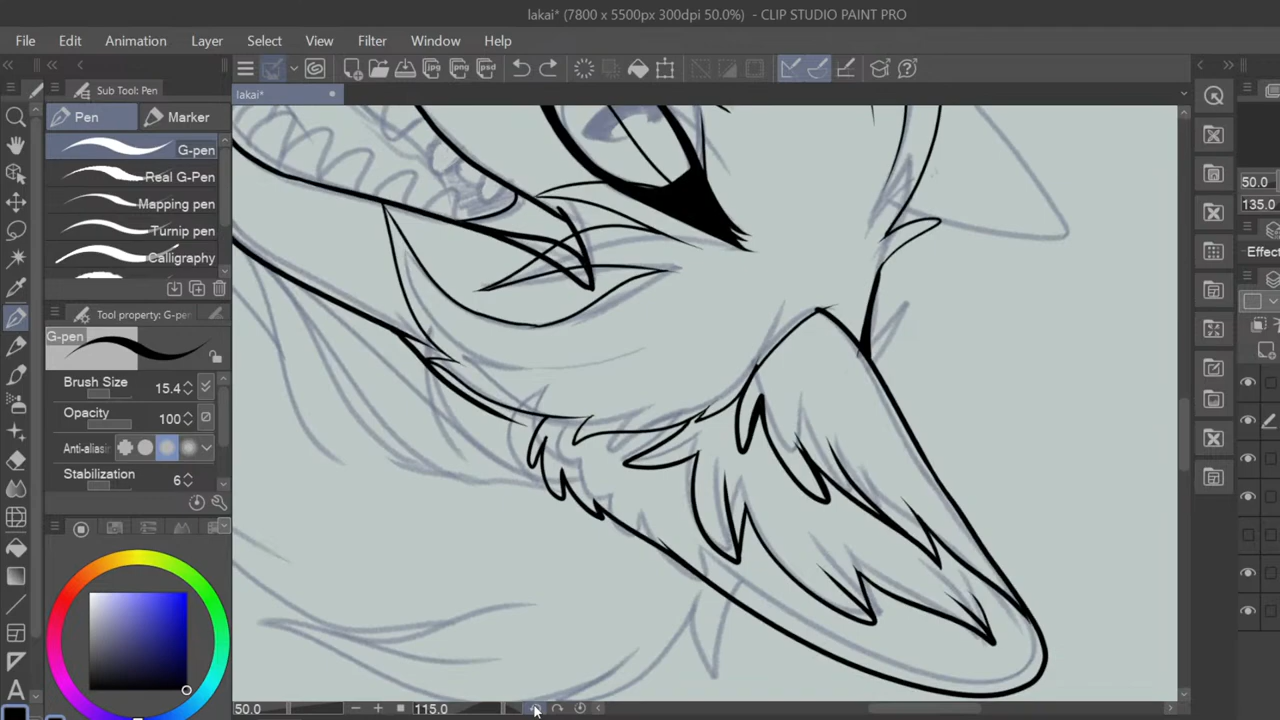 lakai* (7800 x 5500px 300dpi 50.0%) - CLIP STUDIO PAINT PRO
File Edit Animation Layer Select View Filter Window Help
Sub Tool: Pen
lakai*
Pen Marker
G-pen
Real G-Pen
Mapping pen
Turnip pen
Calligraphy
Tool property: G-pen
G-pen
Brush Size 15.4
Opacity 100
Anti-aliasing
Stabilization 6
50.0
135.0
Effect
A
50.0 115.0